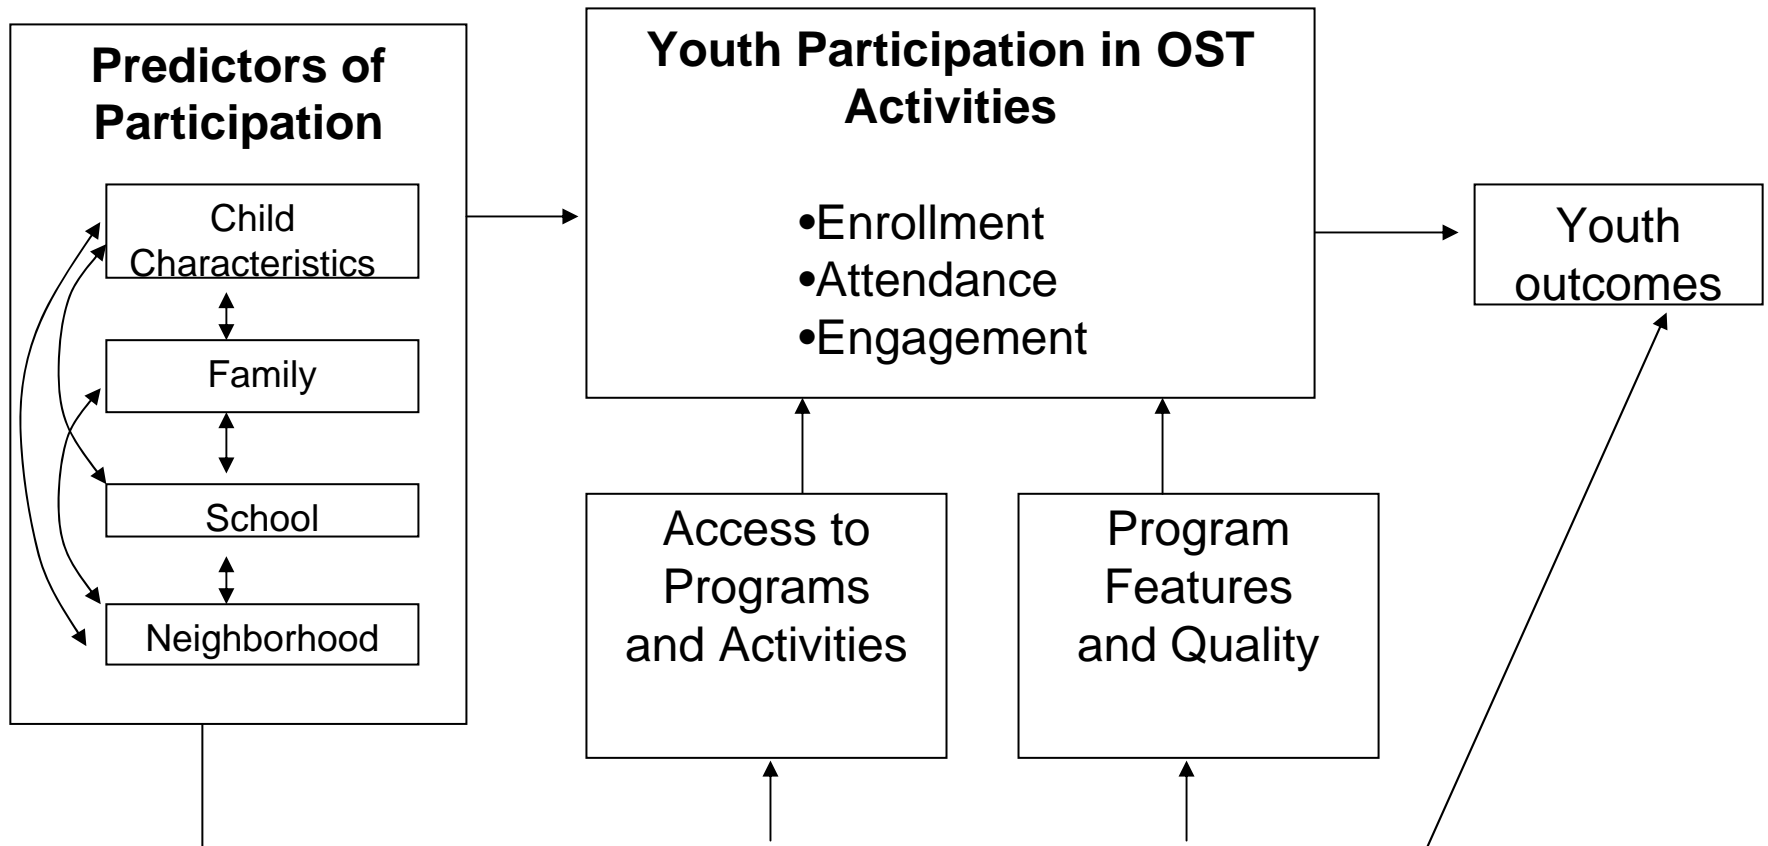 Predictors of
Participation
Child
Characteristics
Family
School
Neighborhood
Youth Participation in OST
Activities
•Enrollment
•Attendance
•Engagement
Access to
Programs
and Activities
Program
Features
and Quality
Youth
outcomes